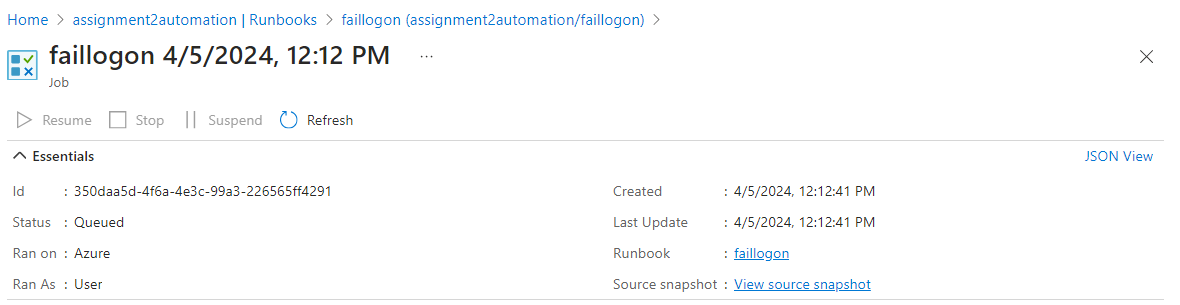 Home > assignment2automation | Runbooks > faillogon (assignment2automation/faillogon) >
faillogon 4/5/2024, 12:12 PM ...
Job
Resume Stop Suspend Refresh
Essentials JSON View
Id : 350daa5d-4f6a-4e3c-99a3-226565ff4291 Created : 4/5/2024, 12:12:41 PM
Status : Queued Last Update : 4/5/2024, 12:12:41 PM
Ran on : Azure Runbook : faillogon
Ran As : User Source snapshot : View source snapshot